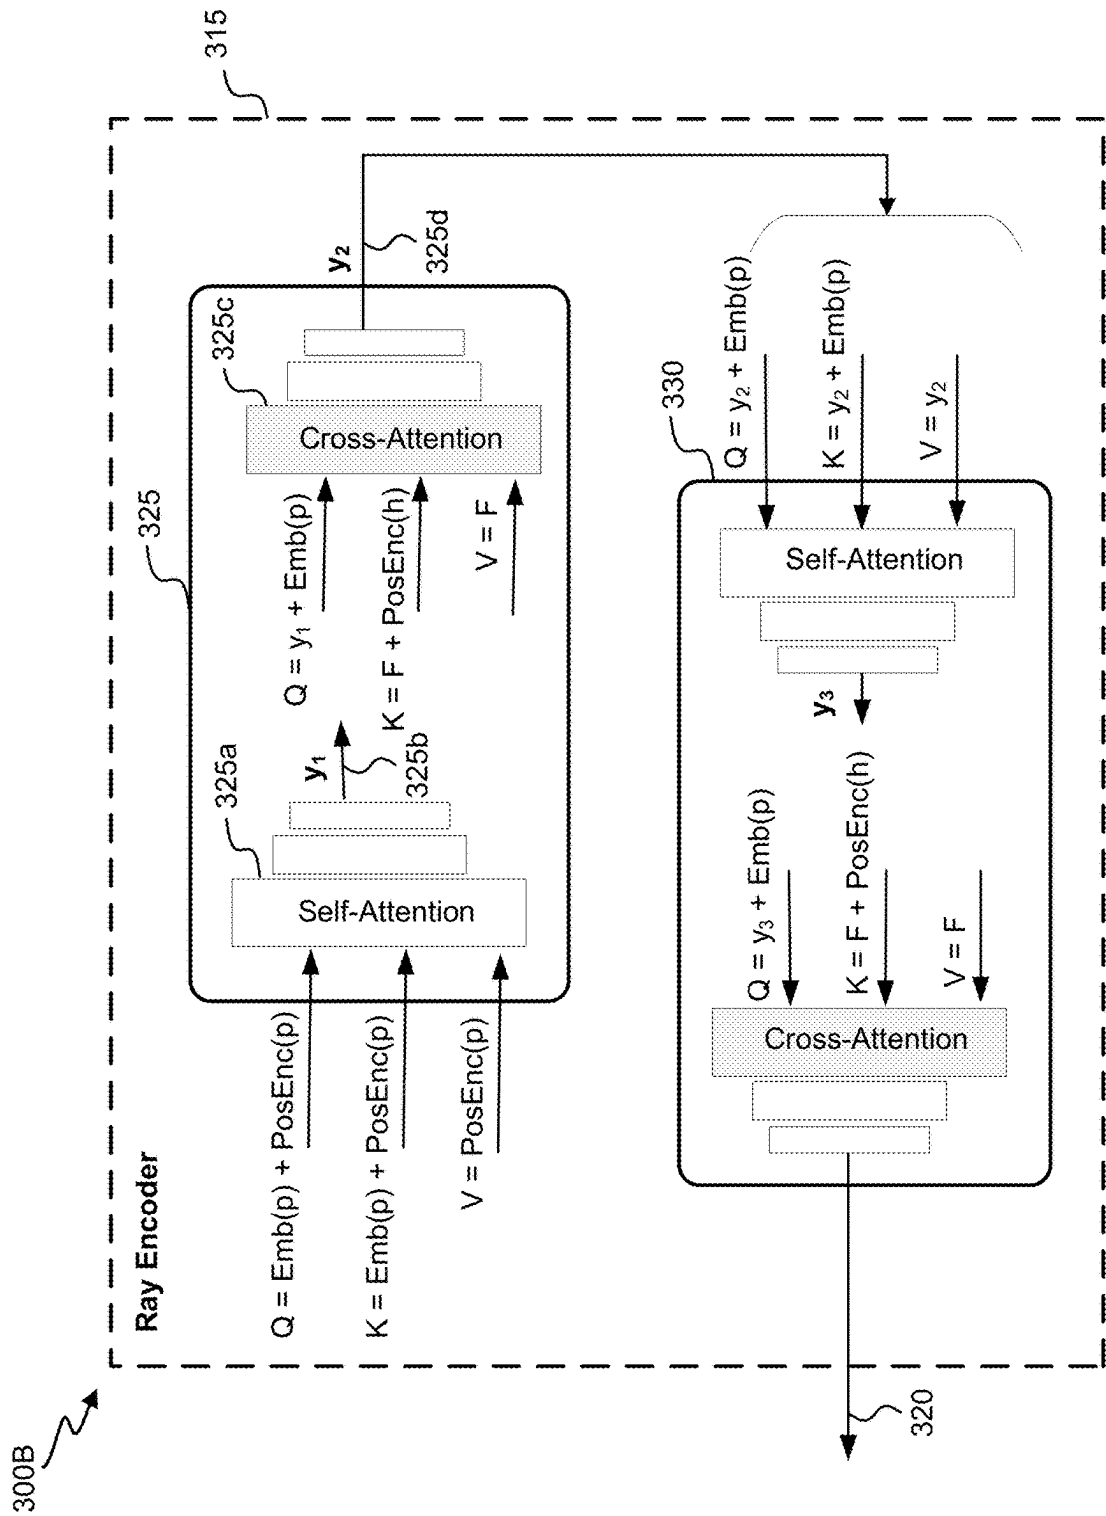 300B
315
Ray Encoder
325
Q = Emb(p) + PosEnc(p)
K = Emb(p) + PosEnc(p)
V = PosEnc(p)
325a
Self-Attention
y₁
325b
Q = y₁ + Emb(p)
K = F + PosEnc(h)
V = F
325c
Cross-Attention
y₂
325d
330
Q = y₂ + Emb(p)
K = y₂ + Emb(p)
V = y₂
Self-Attention
y₃
Q = y₃ + Emb(p)
K = F + PosEnc(h)
V = F
Cross-Attention
320